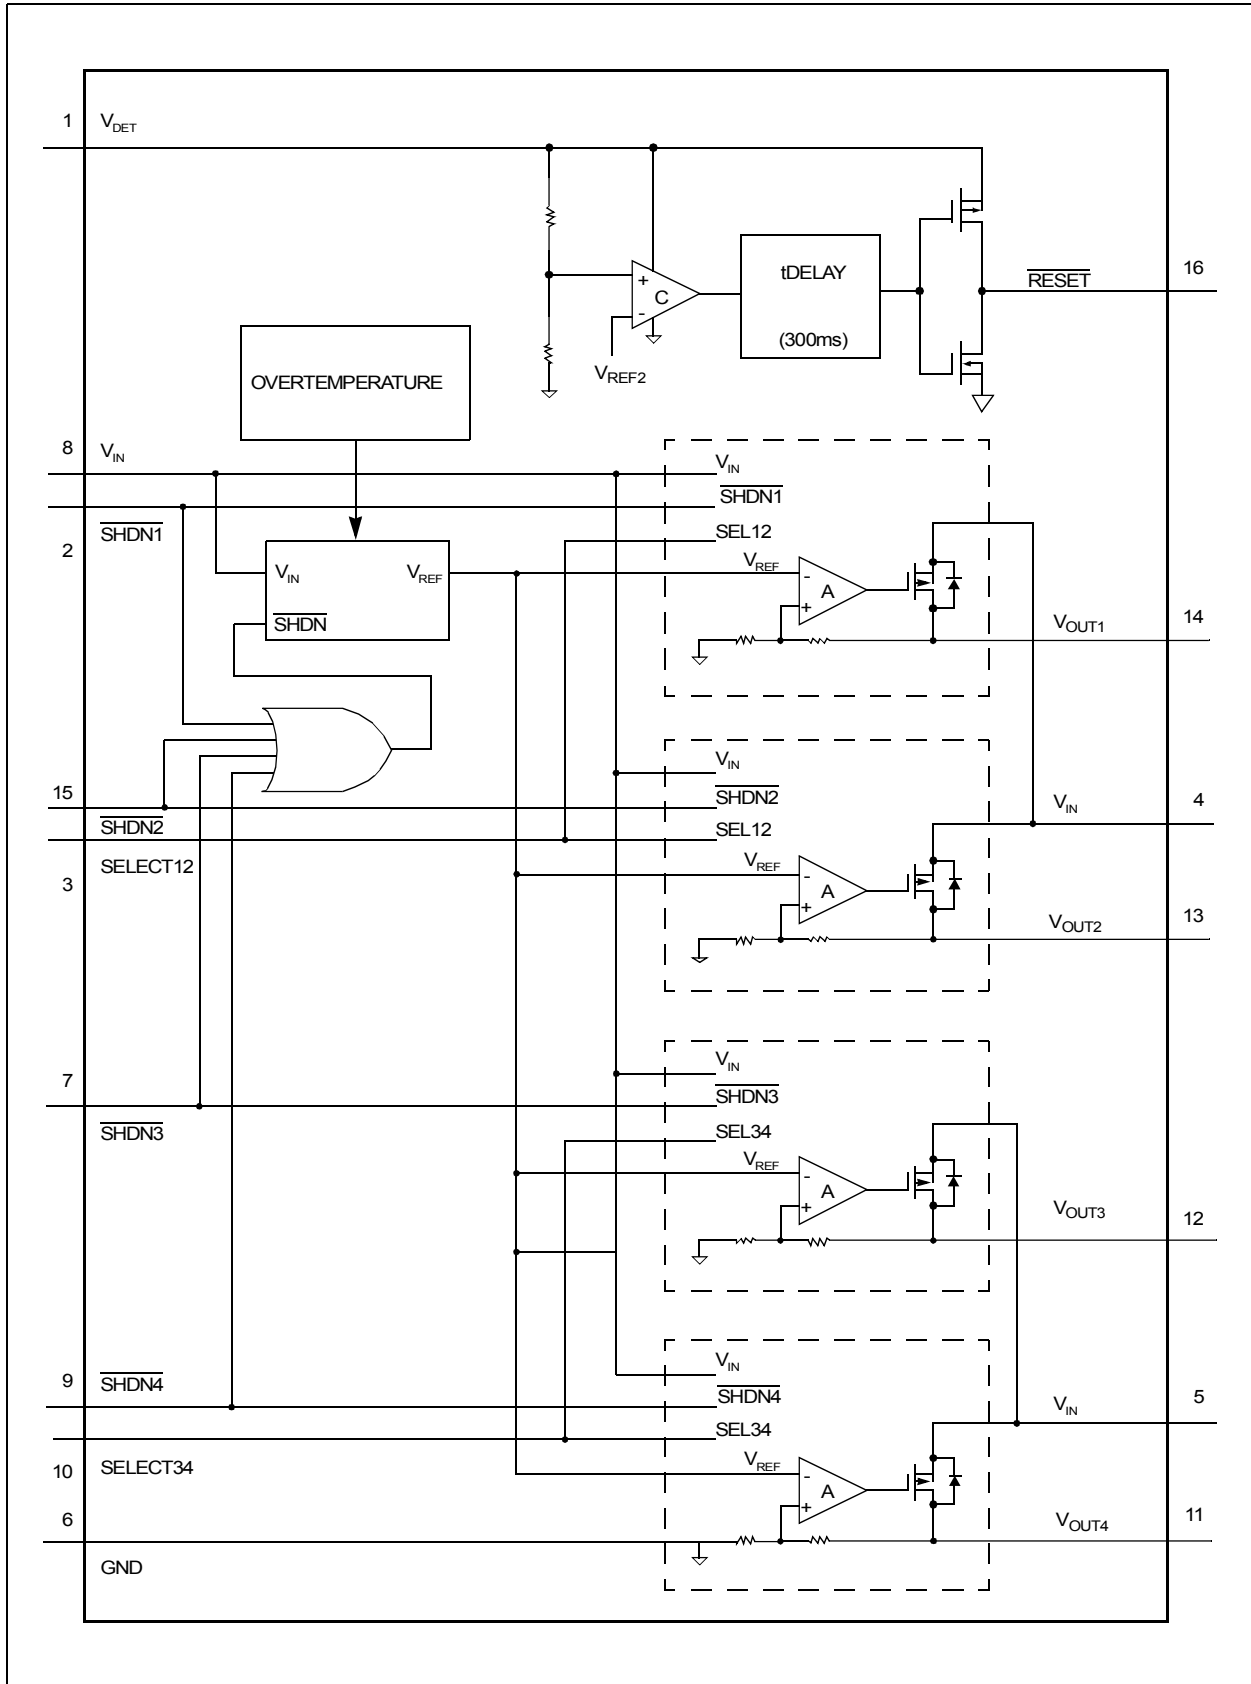 1 VDET
tDELAY
(300ms)
+
C
-
VREF2
RESET 16
OVERTEMPERATURE
8 VIN
VIN
SHDN1
SHDN1
2
SEL12
VIN VREF
SHDN
VREF
-
A
+
VOUT1 14
VIN
15
SHDN2
SHDN2
SEL12
SELECT12
3
VREF
-
A
+
VIN 4
VOUT2 13
VIN
7
SHDN3
SHDN3
SEL34
VREF
-
A
+
VOUT3 12
VIN
9 SHDN4
SHDN4
SEL34
VIN 5
10 SELECT34
VREF
-
A
+
6
VOUT4 11
GND